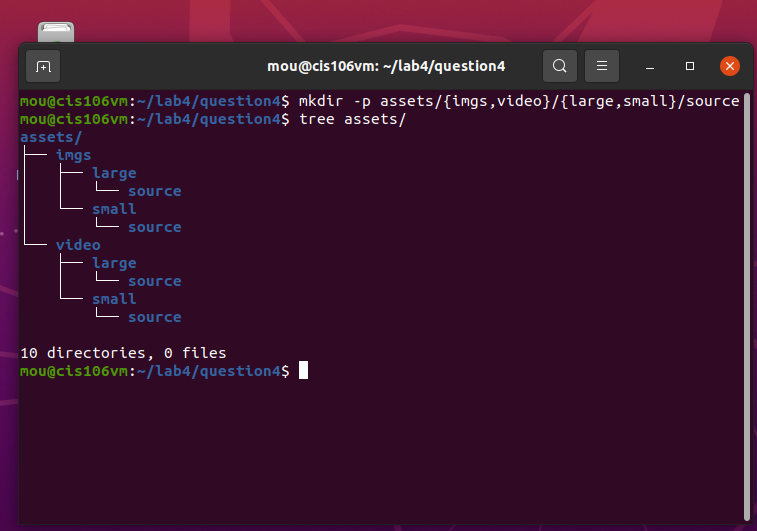 mou@cis106vm: ~/lab4/question4
mou@cis106vm:~/lab4/question4$ mkdir -p assets/{imgs,video}/{large,small}/source
mou@cis106vm:~/lab4/question4$ tree assets/
assets/
├── imgs
│   ├── large
│   │   └── source
│   └── small
│       └── source
└── video
    ├── large
    │   └── source
    └── small
        └── source
10 directories, 0 files
mou@cis106vm:~/lab4/question4$